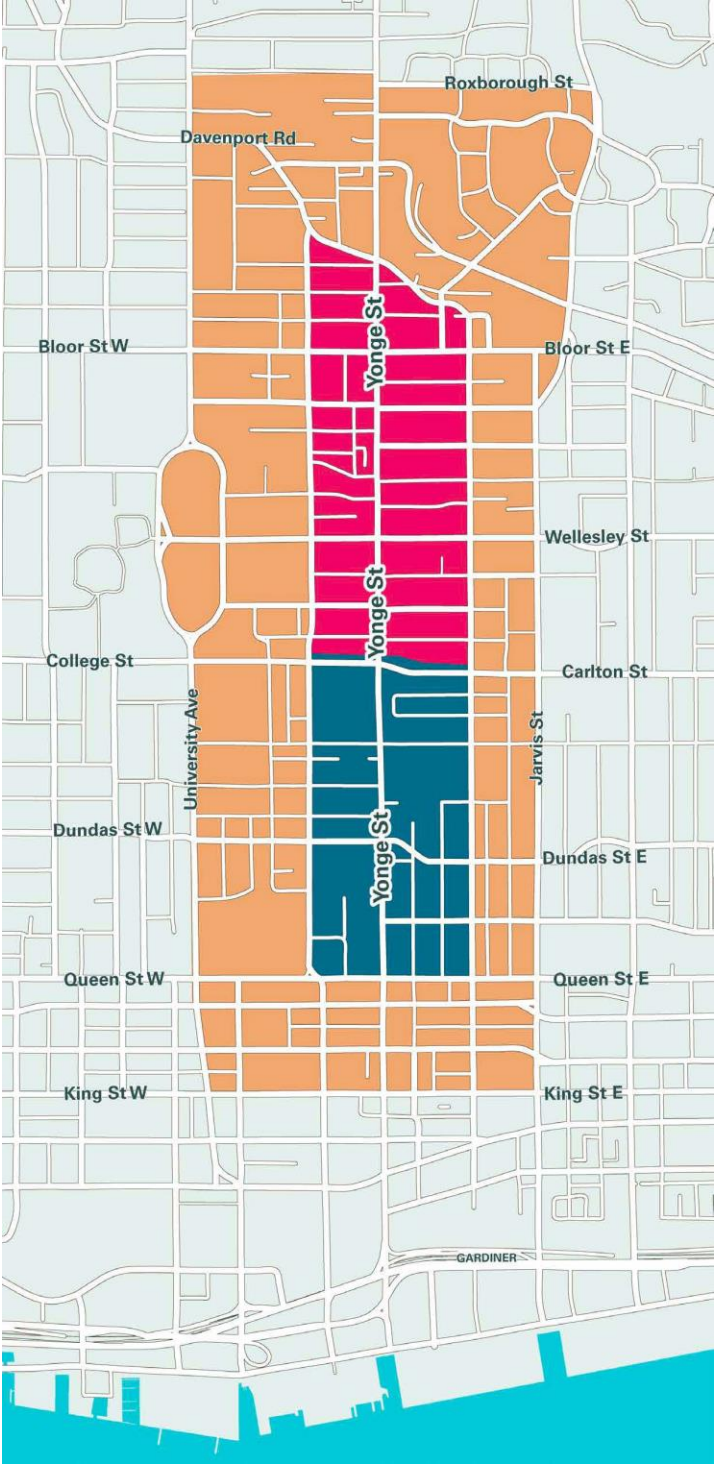 Roxborough St
Davenport Rd
Yonge St
Bloor St W
Bloor St E
Wellesley St
Yonge St
College St
Carlton St
University Ave
Jarvis St
Dundas St W
Yonge St
Dundas St E
Queen St W
Queen St E
King St W
King St E
GARDINER